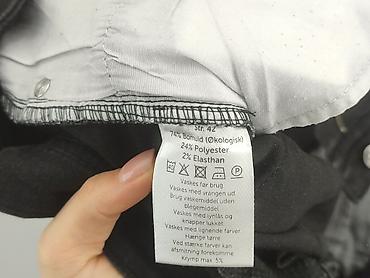 Str. 42
74% Bomuld (Økologisk)
24% Polyester
2% Elasthan
Vaskes før brug
Vaskes med vrangen ud.
Brug vaskemiddel uden
blegemiddel
Vaskes med lynlås og
knapper lukket
Vaskes med lignende farver
Hænge tørre
Ved stærke farver kan
afsmitning forekomme
Krymp max 5%